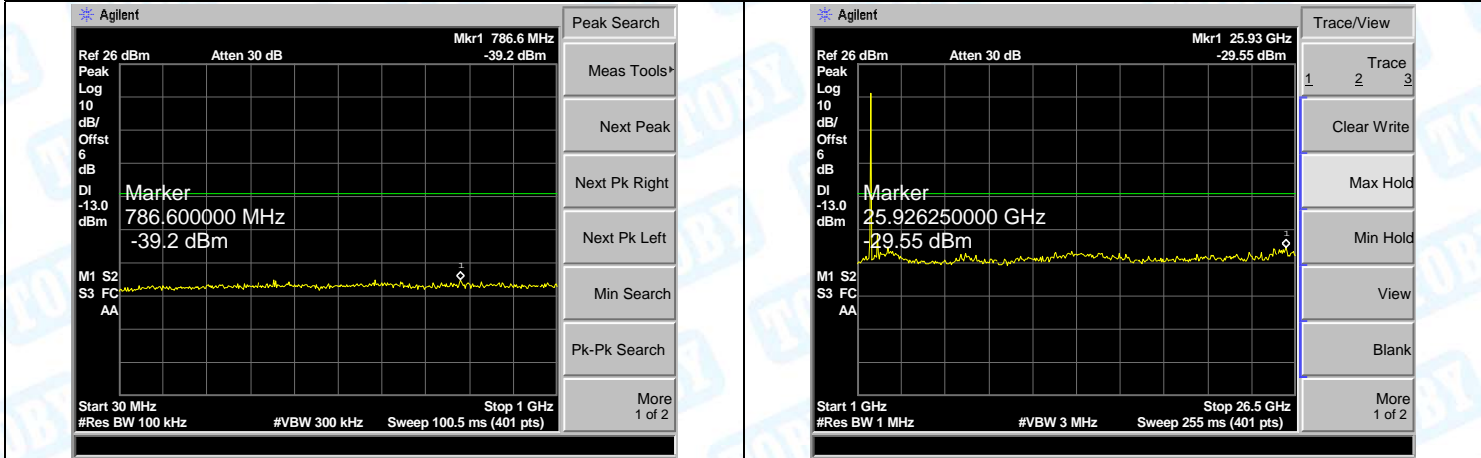 Agilent
Peak Search
Mkr1 786.6 MHz
Ref 26 dBm Atten 30 dB -39.2 dBm
Peak
Log
10
dB/
Offst
6
dB
DI
-13.0
dBm
Marker
786.600000 MHz
-39.2 dBm
1
M1 S2
S3 FC
AA
Start 30 MHz Stop 1 GHz
#Res BW 100 kHz #VBW 300 kHz Sweep 100.5 ms (401 pts)
Meas Tools
Next Peak
Next Pk Right
Next Pk Left
Min Search
Pk-Pk Search
More
1 of 2
Agilent
Trace/View
Mkr1 25.93 GHz
Ref 26 dBm Atten 30 dB -29.55 dBm
Peak
Log
10
dB/
Offst
6
dB
DI
-13.0
dBm
Marker
25.926250000 GHz
-29.55 dBm
1
M1 S2
S3 FC
AA
Start 1 GHz Stop 26.5 GHz
#Res BW 1 MHz #VBW 3 MHz Sweep 255 ms (401 pts)
Trace
1 2 3
Clear Write
Max Hold
Min Hold
View
Blank
More
1 of 2
TOBY